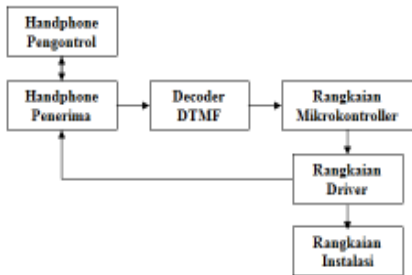 Handphone
Pengontrol
Handphone
Penerima
Decoder
DTMF
Rangkaian
Mikrokontroller
Rangkaian
Driver
Rangkaian
Instalasi